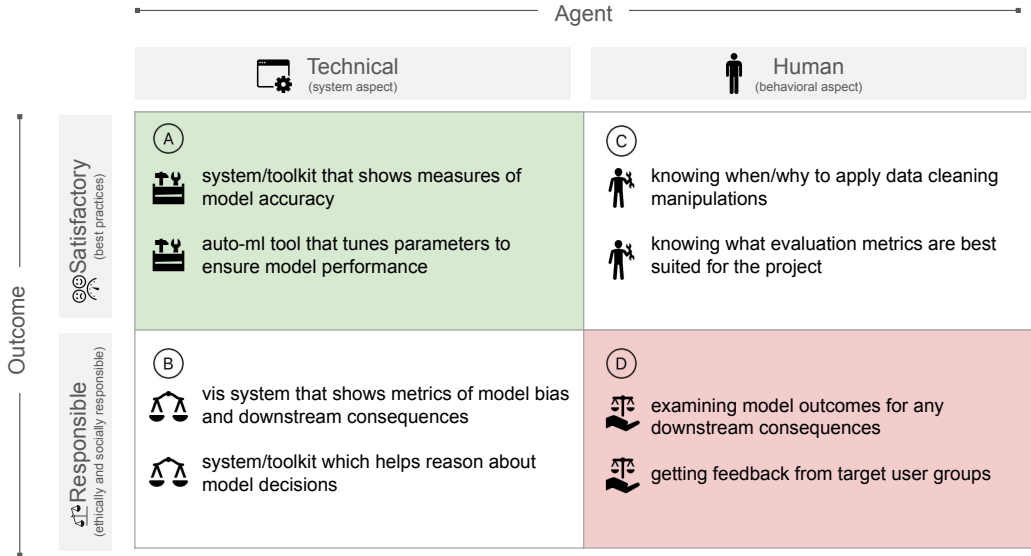 Agent
Technical
(system aspect)
Human
(behavioral aspect)
Outcome
Satisfactory
(best practices)
A
system/toolkit that shows measures of
model accuracy
auto-ml tool that tunes parameters to
ensure model performance
C
knowing when/why to apply data cleaning
manipulations
knowing what evaluation metrics are best
suited for the project
Responsible
(ethically and socially responsible)
B
vis system that shows metrics of model bias
and downstream consequences
system/toolkit which helps reason about
model decisions
D
examining model outcomes for any
downstream consequences
getting feedback from target user groups